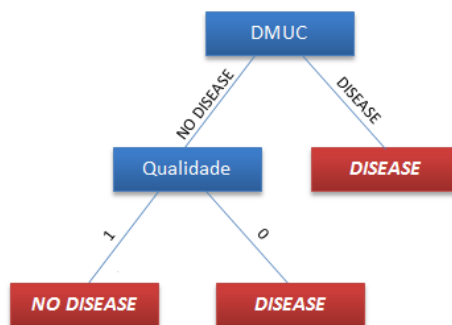 DMUC
NO DISEASE
DISEASE
Qualidade
DISEASE
1
0
NO DISEASE
DISEASE